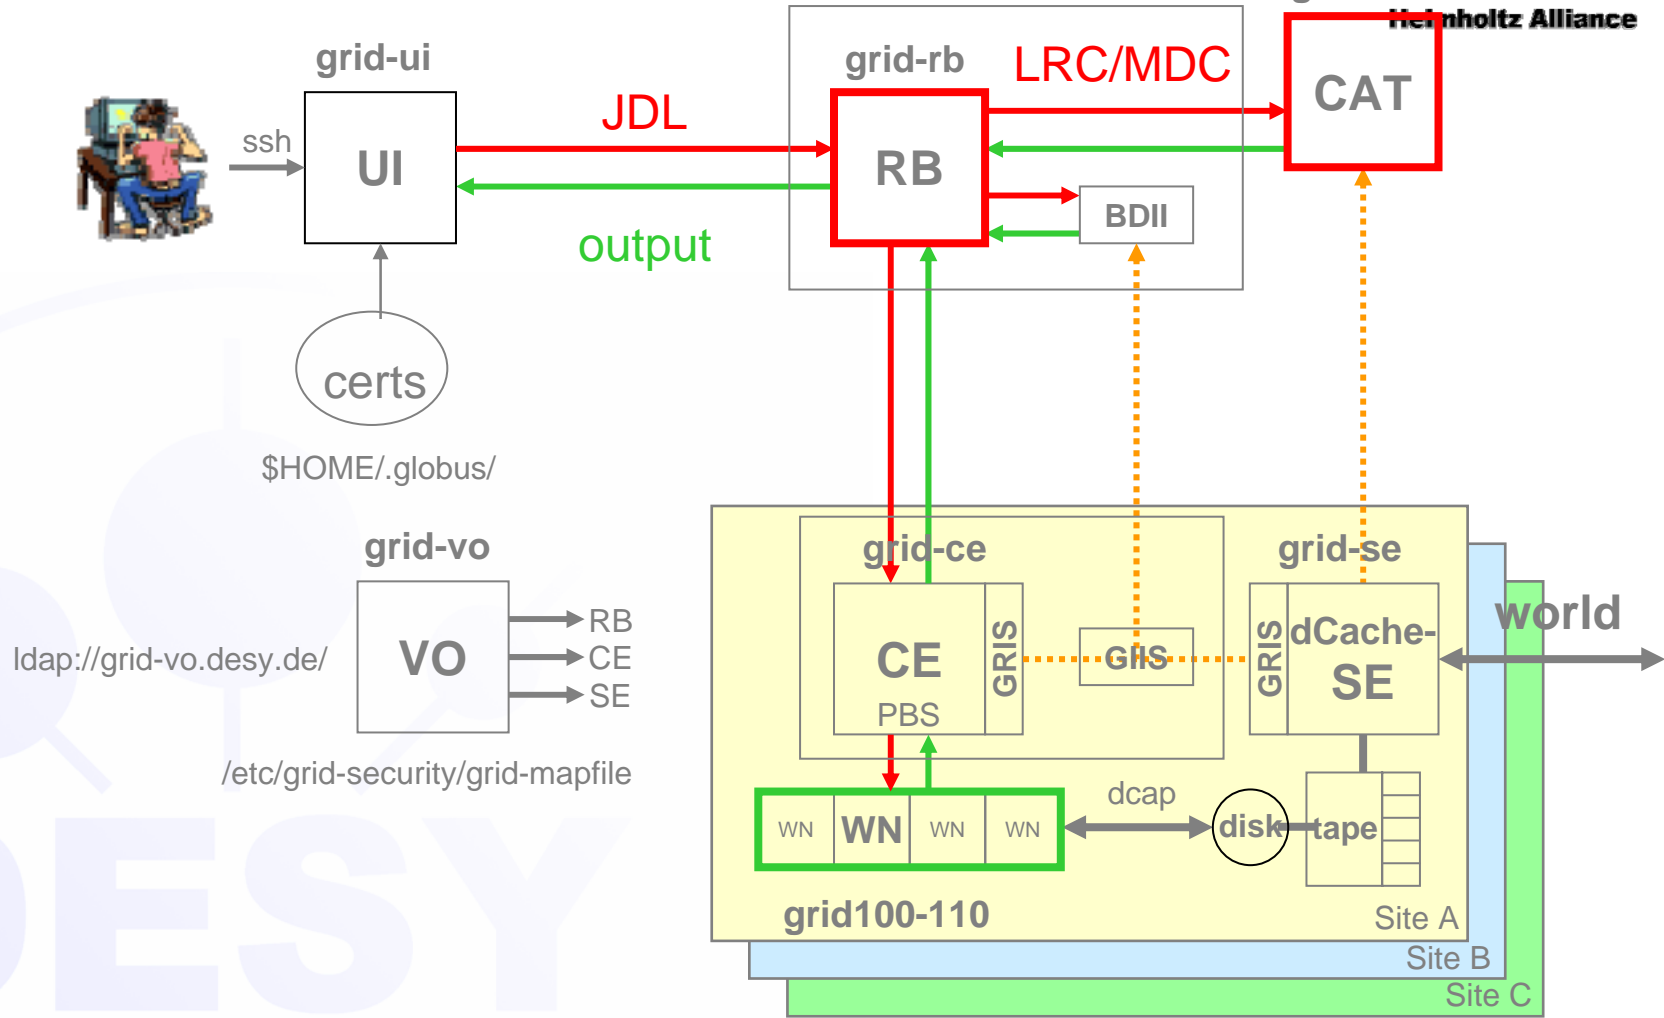 Helmholtz Alliance
grid-ui
grid-rb
LRC/MDC
CAT
JDL
ssh
UI
RB
BDII
output
certs
$HOME/.globus/
grid-vo
grid-ce
grid-se
world
RB
ldap://grid-vo.desy.de/
VO
CE
SE
CE
GRIS
GIIS
GRIS
dCache-
SE
PBS
/etc/grid-security/grid-mapfile
dcap
WN
WN
WN
WN
disk
tape
grid100-110
Site A
Site B
Site C
DESY